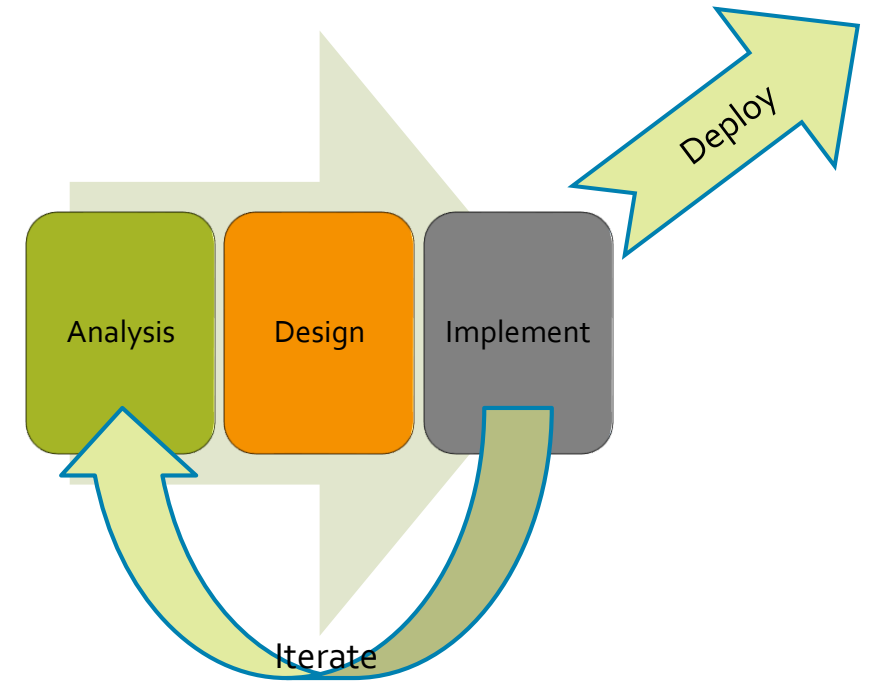 Deploy
Analysis
Design
Implement
Iterate